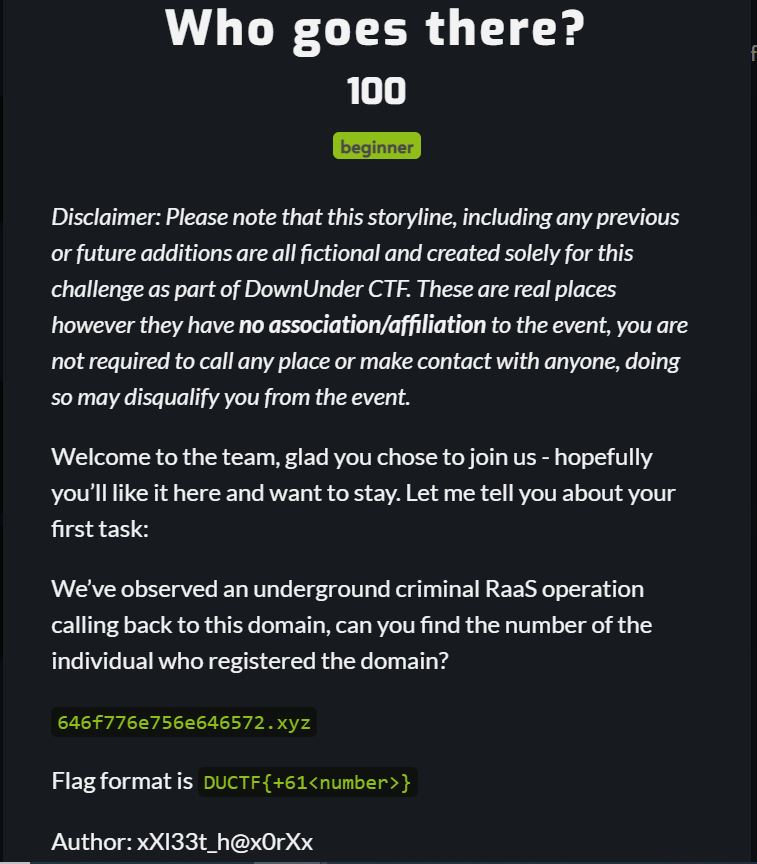 Who goes there?
100
beginner
Disclaimer: Please note that this storyline, including any previous
or future additions are all fictional and created solely for this
challenge as part of DownUnder CTF. These are real places
however they have no association/affiliation to the event, you are
not required to call any place or make contact with anyone, doing
so may disqualify you from the event.
Welcome to the team, glad you chose to join us - hopefully
you’ll like it here and want to stay. Let me tell you about your
first task:
We’ve observed an underground criminal RaaS operation
calling back to this domain, can you find the number of the
individual who registered the domain?
646f776e756e646572.xyz
Flag format is DUCTF{+61<number>}
Author: xXl33t_h@x0rXx